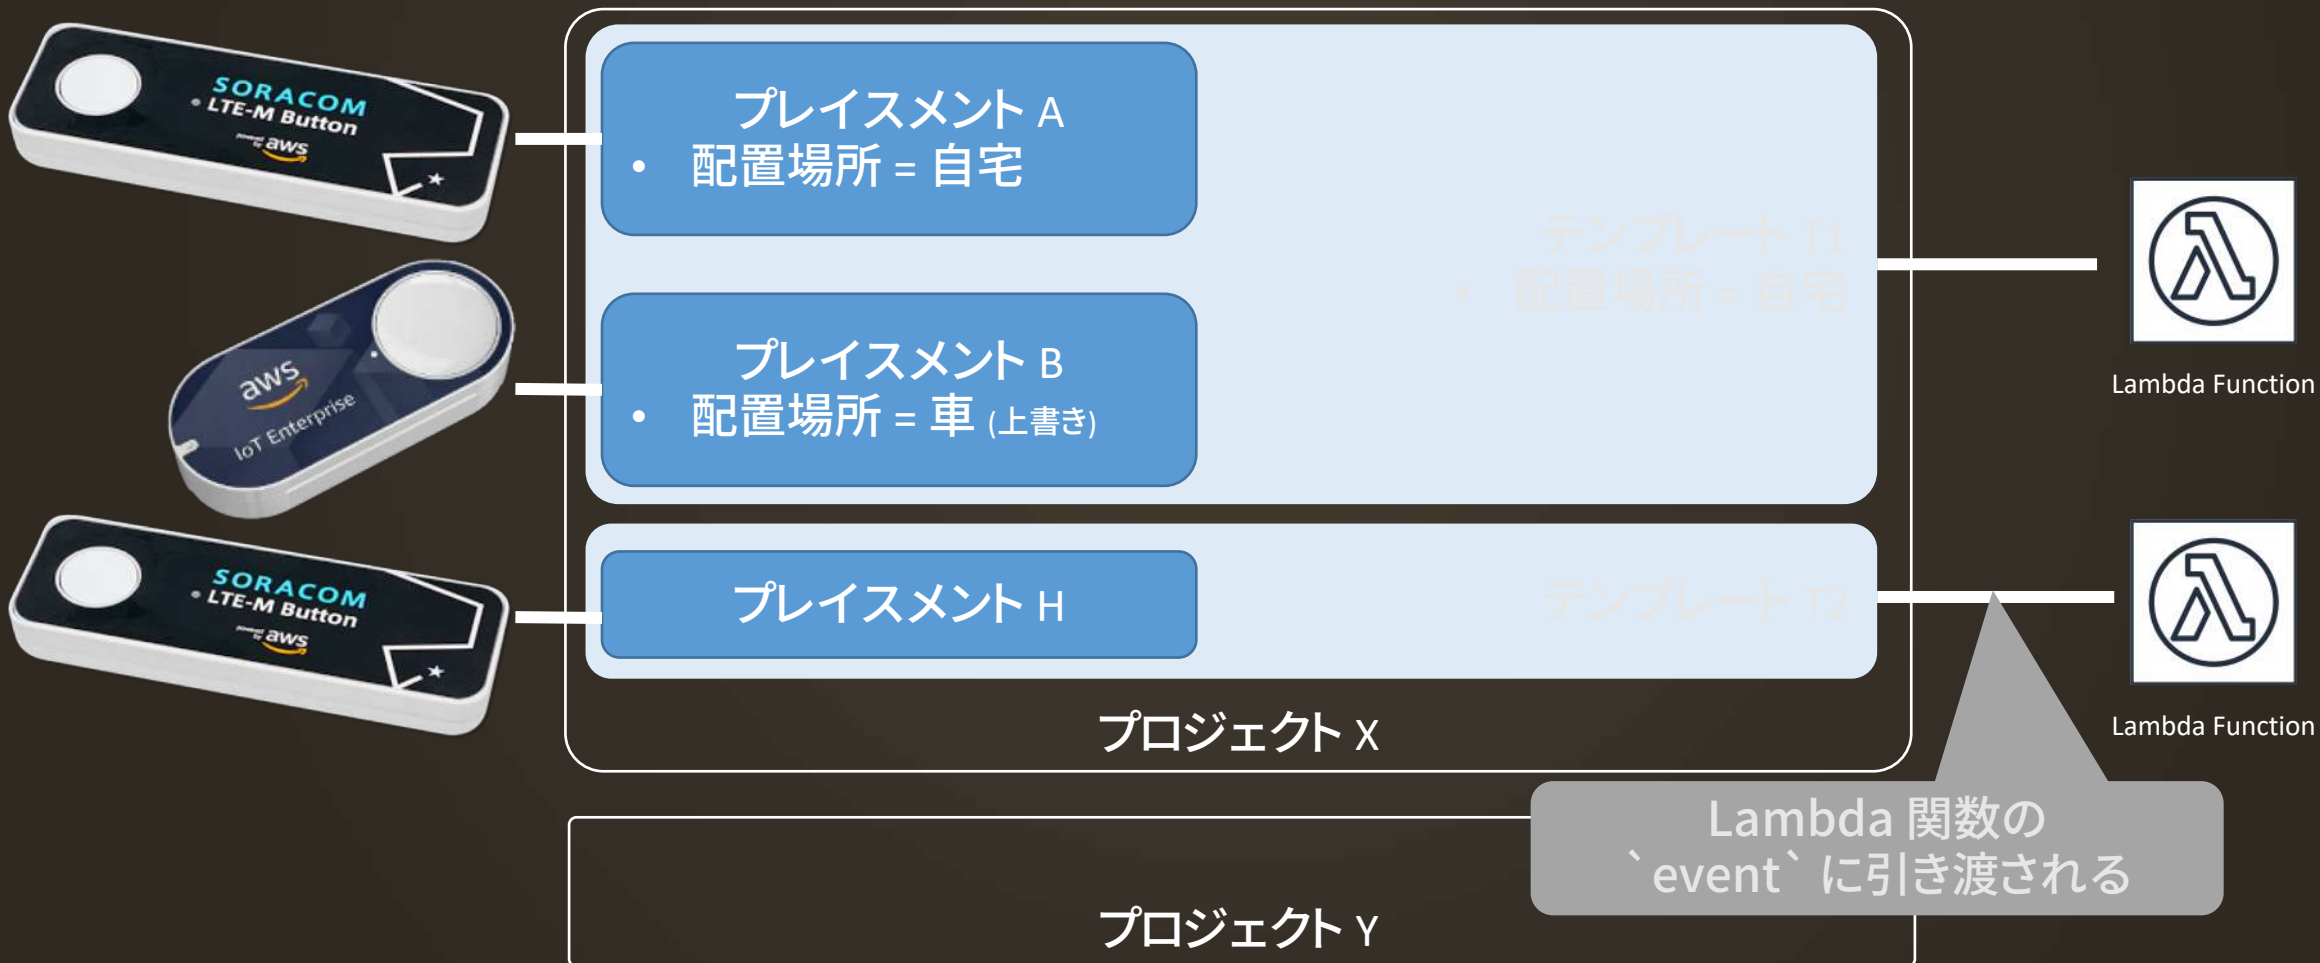 SORACOM
LTE-M Button
powered by aws
プレイスメント A
• 配置場所 = 自宅
テンプレート T1
• 配置場所 = 自宅
Lambda Function
aws
IoT Enterprise
プレイスメント B
• 配置場所 = 車 (上書き)
SORACOM
LTE-M Button
powered by aws
プレイスメント H
テンプレート T2
Lambda Function
プロジェクト X
Lambda 関数の
`event` に引き渡される
プロジェクト Y